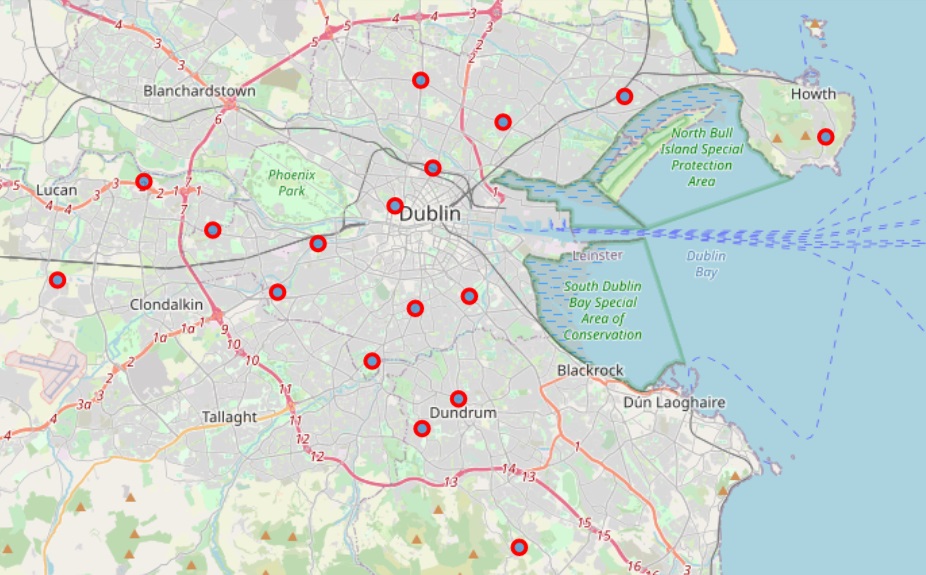 4
3
3
1
5
5
4
4
3
3
2
2
Blanchardstown
6
Howth
North Bull
Island Special
Protection
Area
Phoenix
Park
Lucan
5
4
4
3
3
2
1
1
7
1
Dublin
Leinster
Dublin
Bay
South Dublin
Bay Special
Area of
Conservation
Clondalkin
1a
1
9
1a
2
10
10
3
3a
3
4
4
11
11
12
12
Blackrock
Dún Laoghaire
Tallaght
Dundrum
1
13
14
13
15
15
16
16
3